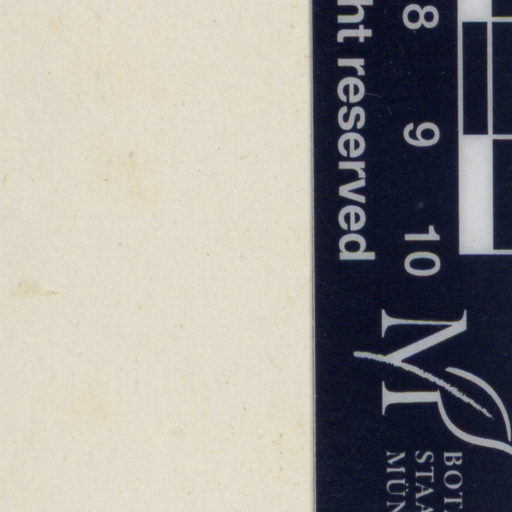 ht reserved
8 9 10
M
BOT
STAA
MÜN